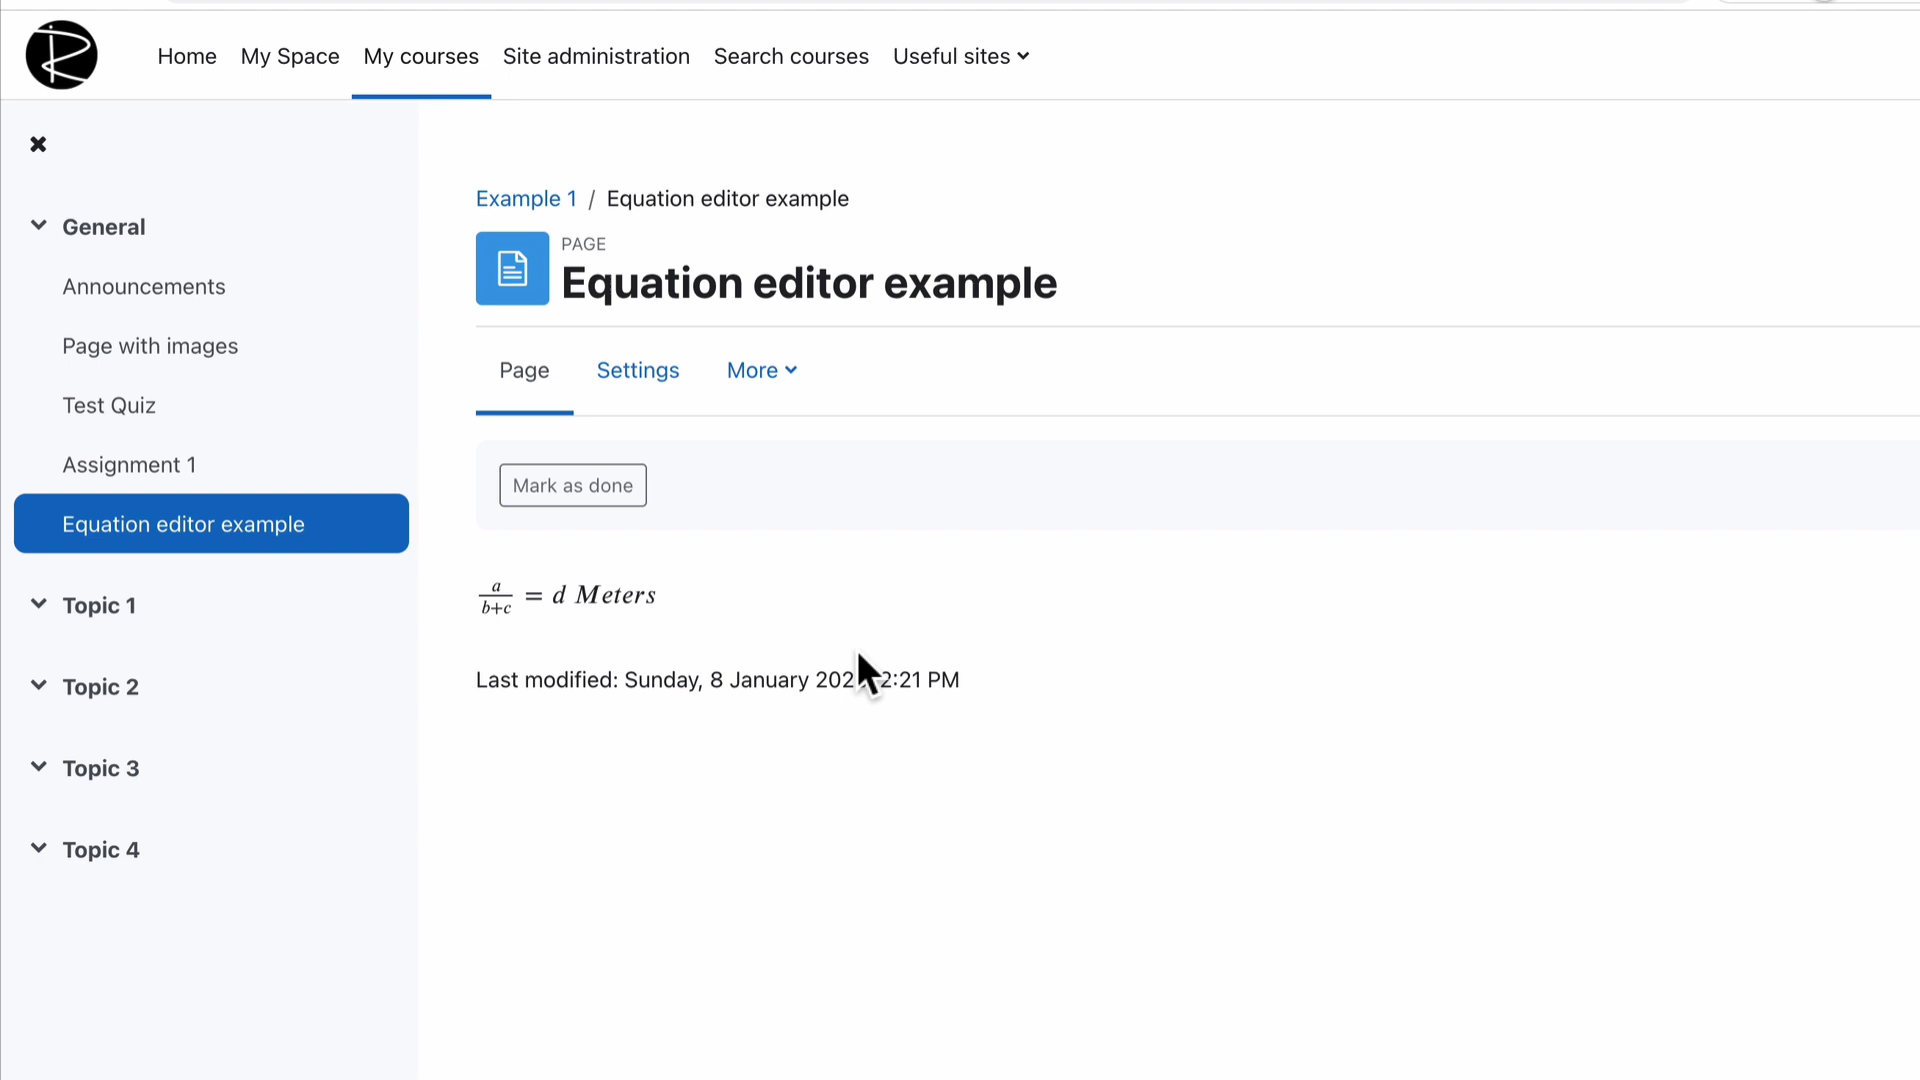 Home My Space My courses Site administration Search courses Useful sites
General
Announcements
Page with images
Test Quiz
Assignment 1
Equation editor example
Topic 1
Topic 2
Topic 3
Topic 4
Example 1 / Equation editor example
PAGE
Equation editor example
Page Settings More
Mark as done
a/b+c = d Meters
Last modified: Sunday, 8 January PM